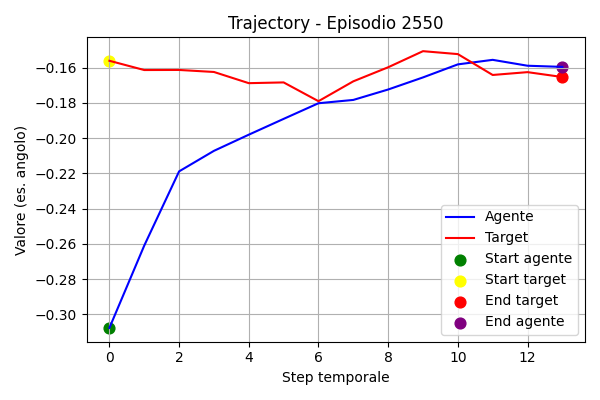 Trajectory - Episodio 2550
Valore (es. angolo)
−0.16
−0.18
−0.20
−0.22
−0.24
−0.26
−0.28
−0.30
0 2 4 6 8 10 12
Step temporale
Agente
Target
Start agente
Start target
End target
End agente